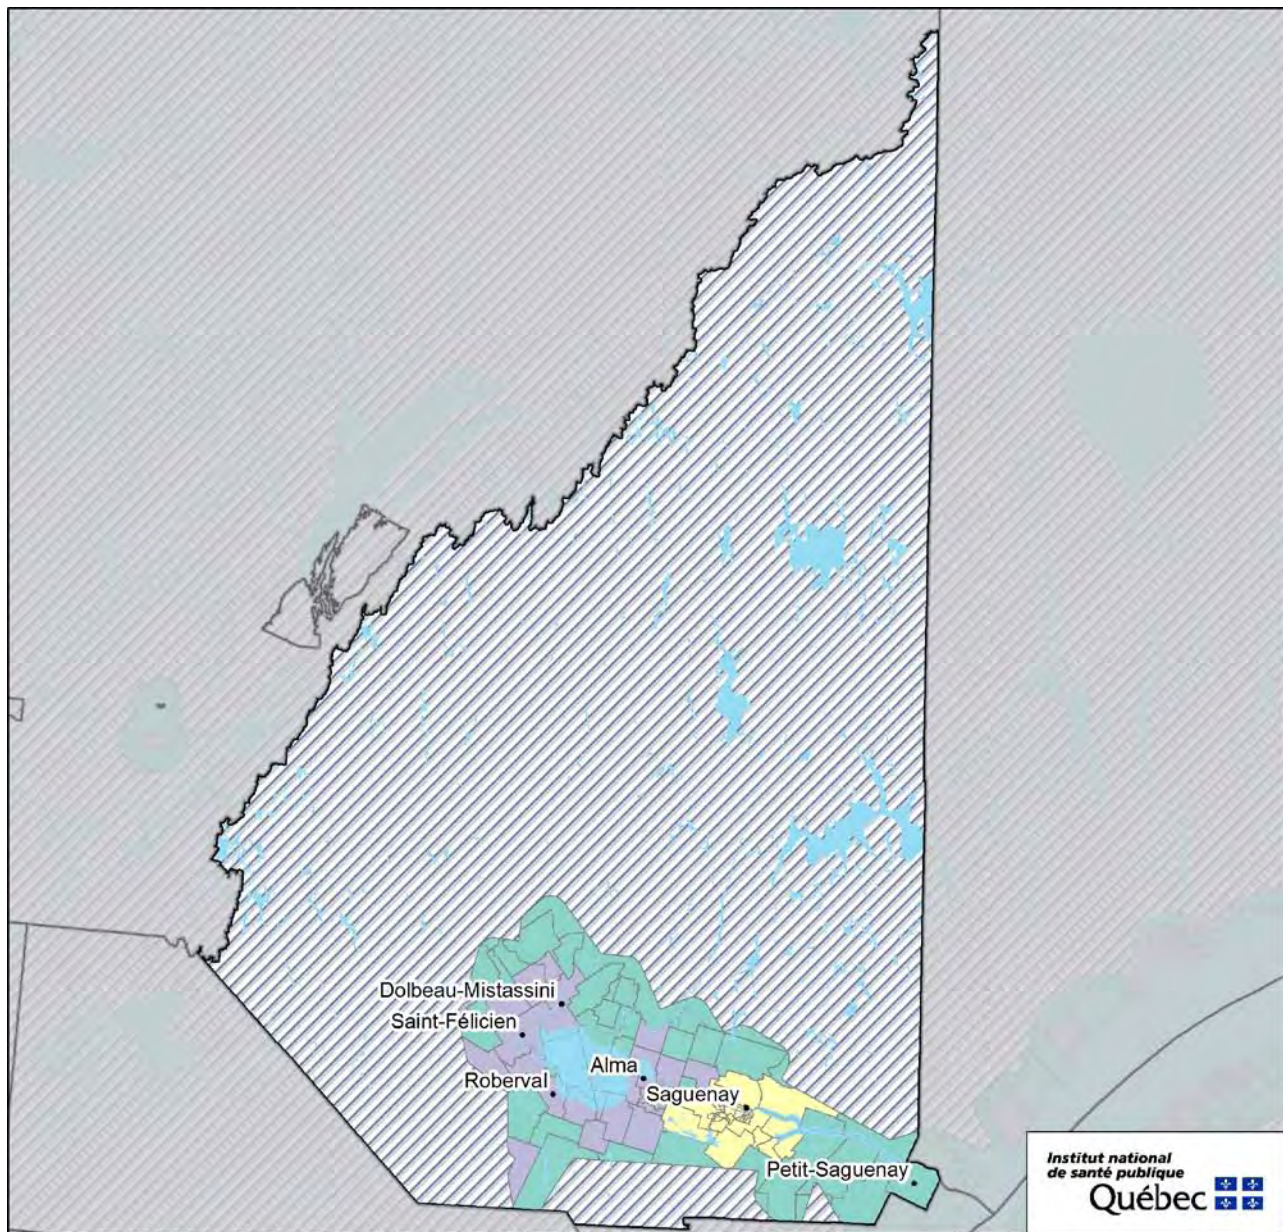 Dolbeau-Mistassini
Saint-Félicien
Alma
Roberval
Saguenay
Petit-Saguenay
Institut national
de santé publique
Québec